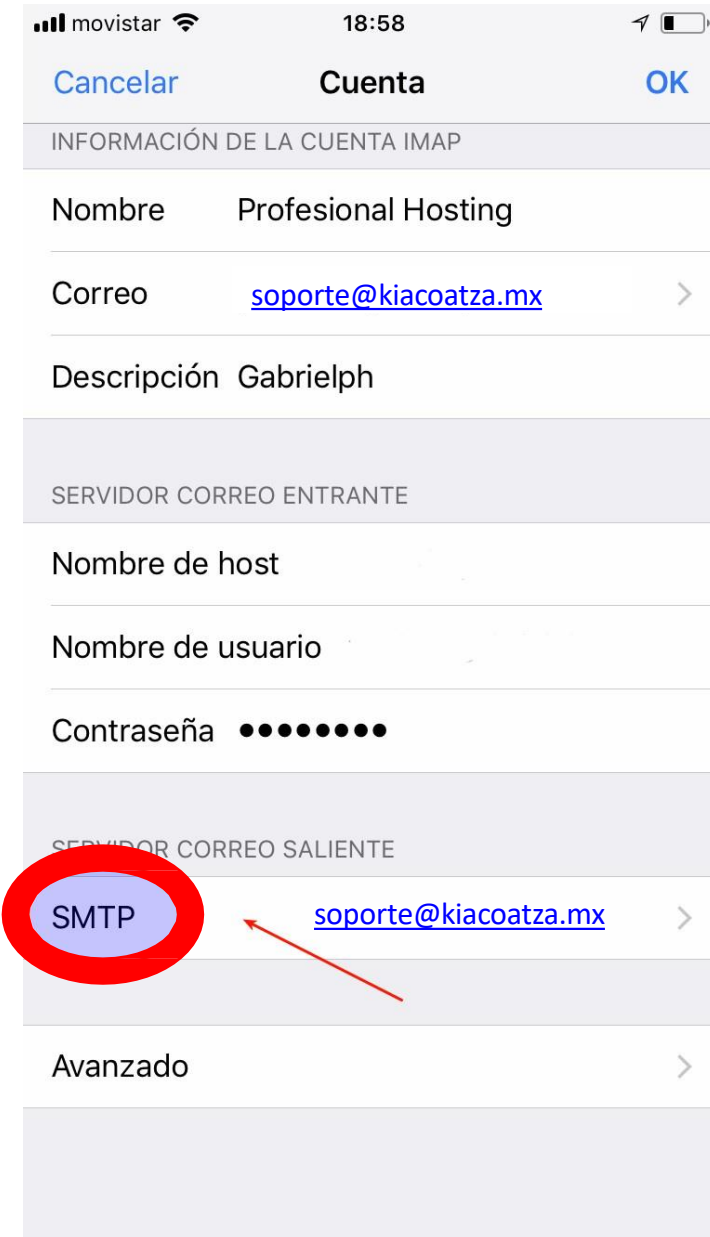 movistar 18:58
Cancelar Cuenta OK
INFORMACIÓN DE LA CUENTA IMAP
Nombre Profesional Hosting
Correo soporte@kiacoatza.mx
Descripción Gabrielph
SERVIDOR CORREO ENTRANTE
Nombre de host
Nombre de usuario
Contraseña ●●●●●●●●
SERVIDOR CORREO SALIENTE
SMTP soporte@kiacoatza.mx
Avanzado